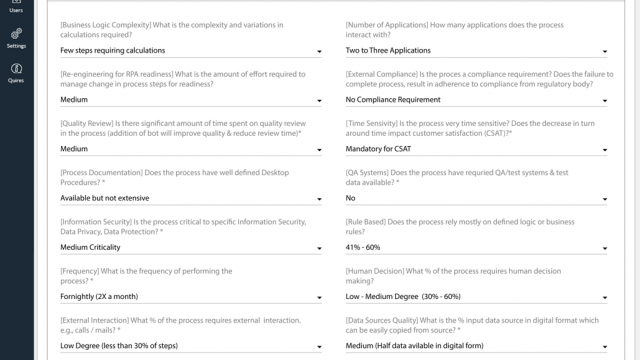 Users
Settings
Quires
[Business Logic Complexity] What is the complexity and variations in
calculations required?
Few steps requiring calculations
[Number of Applications] How many applications does the process
interact with?
Two to Three Applications
[Re-engineering for RPA readiness] What is the amount of effort required to
manage change in process steps for readiness?
Medium
[External Compliance] Is the proces a compliance requirement? Does the failure to
complete process, result in adherence to compliance from regulatory body?
No Compliance Requirement
[Quality Review] Is there significant amount of time spent on quality review
in the process (addition of bot will improve quality & reduce review time)*
Medium
[Time Sensivity] Is the process very time sensitive? Does the decrease in turn
around time impact customer satisfaction (CSAT)?*
Mandatory for CSAT
[Process Documentation] Does the process have well defined Desktop
Procedures? *
Available but not extensive
[QA Systems] Does the process have requried QA/test systems & test
data available? *
No
[Information Security] Is the process critical to specific Information Security,
Data Privacy, Data Protection? *
Medium Criticality
[Rule Based] Does the process rely mostly on defined logic or business
rules?
41% - 60%
[Frequency] What is the frequency of performing the
process? *
Fornightly (2X a month)
[Human Decision] What % of the process requires human decision
making?
Low - Medium Degree (30% - 60%)
[External Interaction] What % of the process requires external interaction.
e.g., calls / mails? *
Low Degree (less than 30% of steps)
[Data Sources Quality] What is the % input data source in digital format which
can be easily copied from source? *
Medium (Half data avilable in digital form)